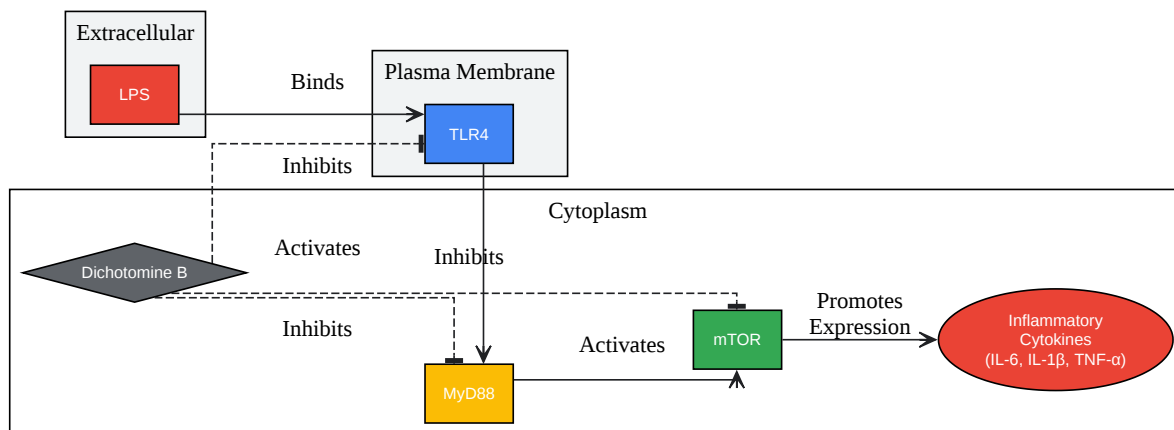 Extracellular
LPS
Binds
Plasma Membrane
TLR4
Inhibits
Cytoplasm
Activates
Inhibits
Dichotomine B
Inhibits
Promotes
Expression
Activates
mTOR
Inflammatory
Cytokines
(IL-6, IL-1β, TNF-α)
MyD88